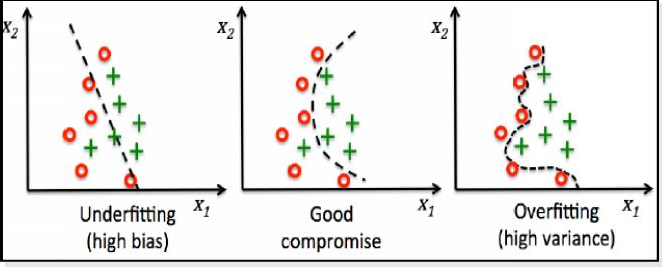 X2
X1
Underfitting
(high bias)
X2
X1
Good
compromise
X2
X1
Overfitting
(high variance)